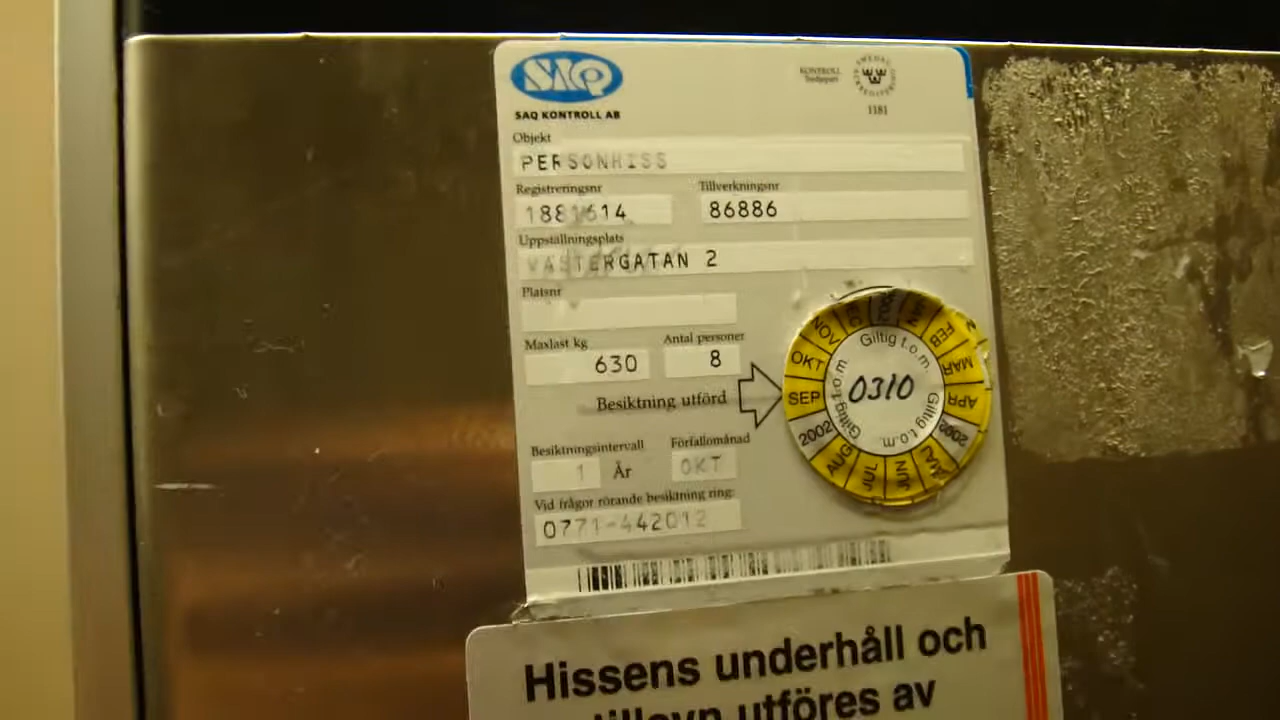 SAQ
SAQ KONTROLL AB
KONTROLL
Tredjepart
SWEDAC
ACKREDITERING
1181
Objekt
PERSONHISS
Registreringsnr Tillverkningsnr
1881614 86886
Uppställningsplats
VÄSTERGATAN 2
Platsnr
Maxlast kg Antal personer
630 8
Besiktning utförd
Besiktningsintervall Förfallomånad
1 År OKT
Vid frågor rörande besiktning ring:
0771-442012
Giltig t.o.m. Giltig t.o.m. Giltig t.o.m. Giltig t.o.m
0310
2002 SEP OKT NOV DEC 2002 JAN FEB MAR APR 2002 MAJ JUN JUL AUG
Hissens underhåll och
tillsyn utföres av